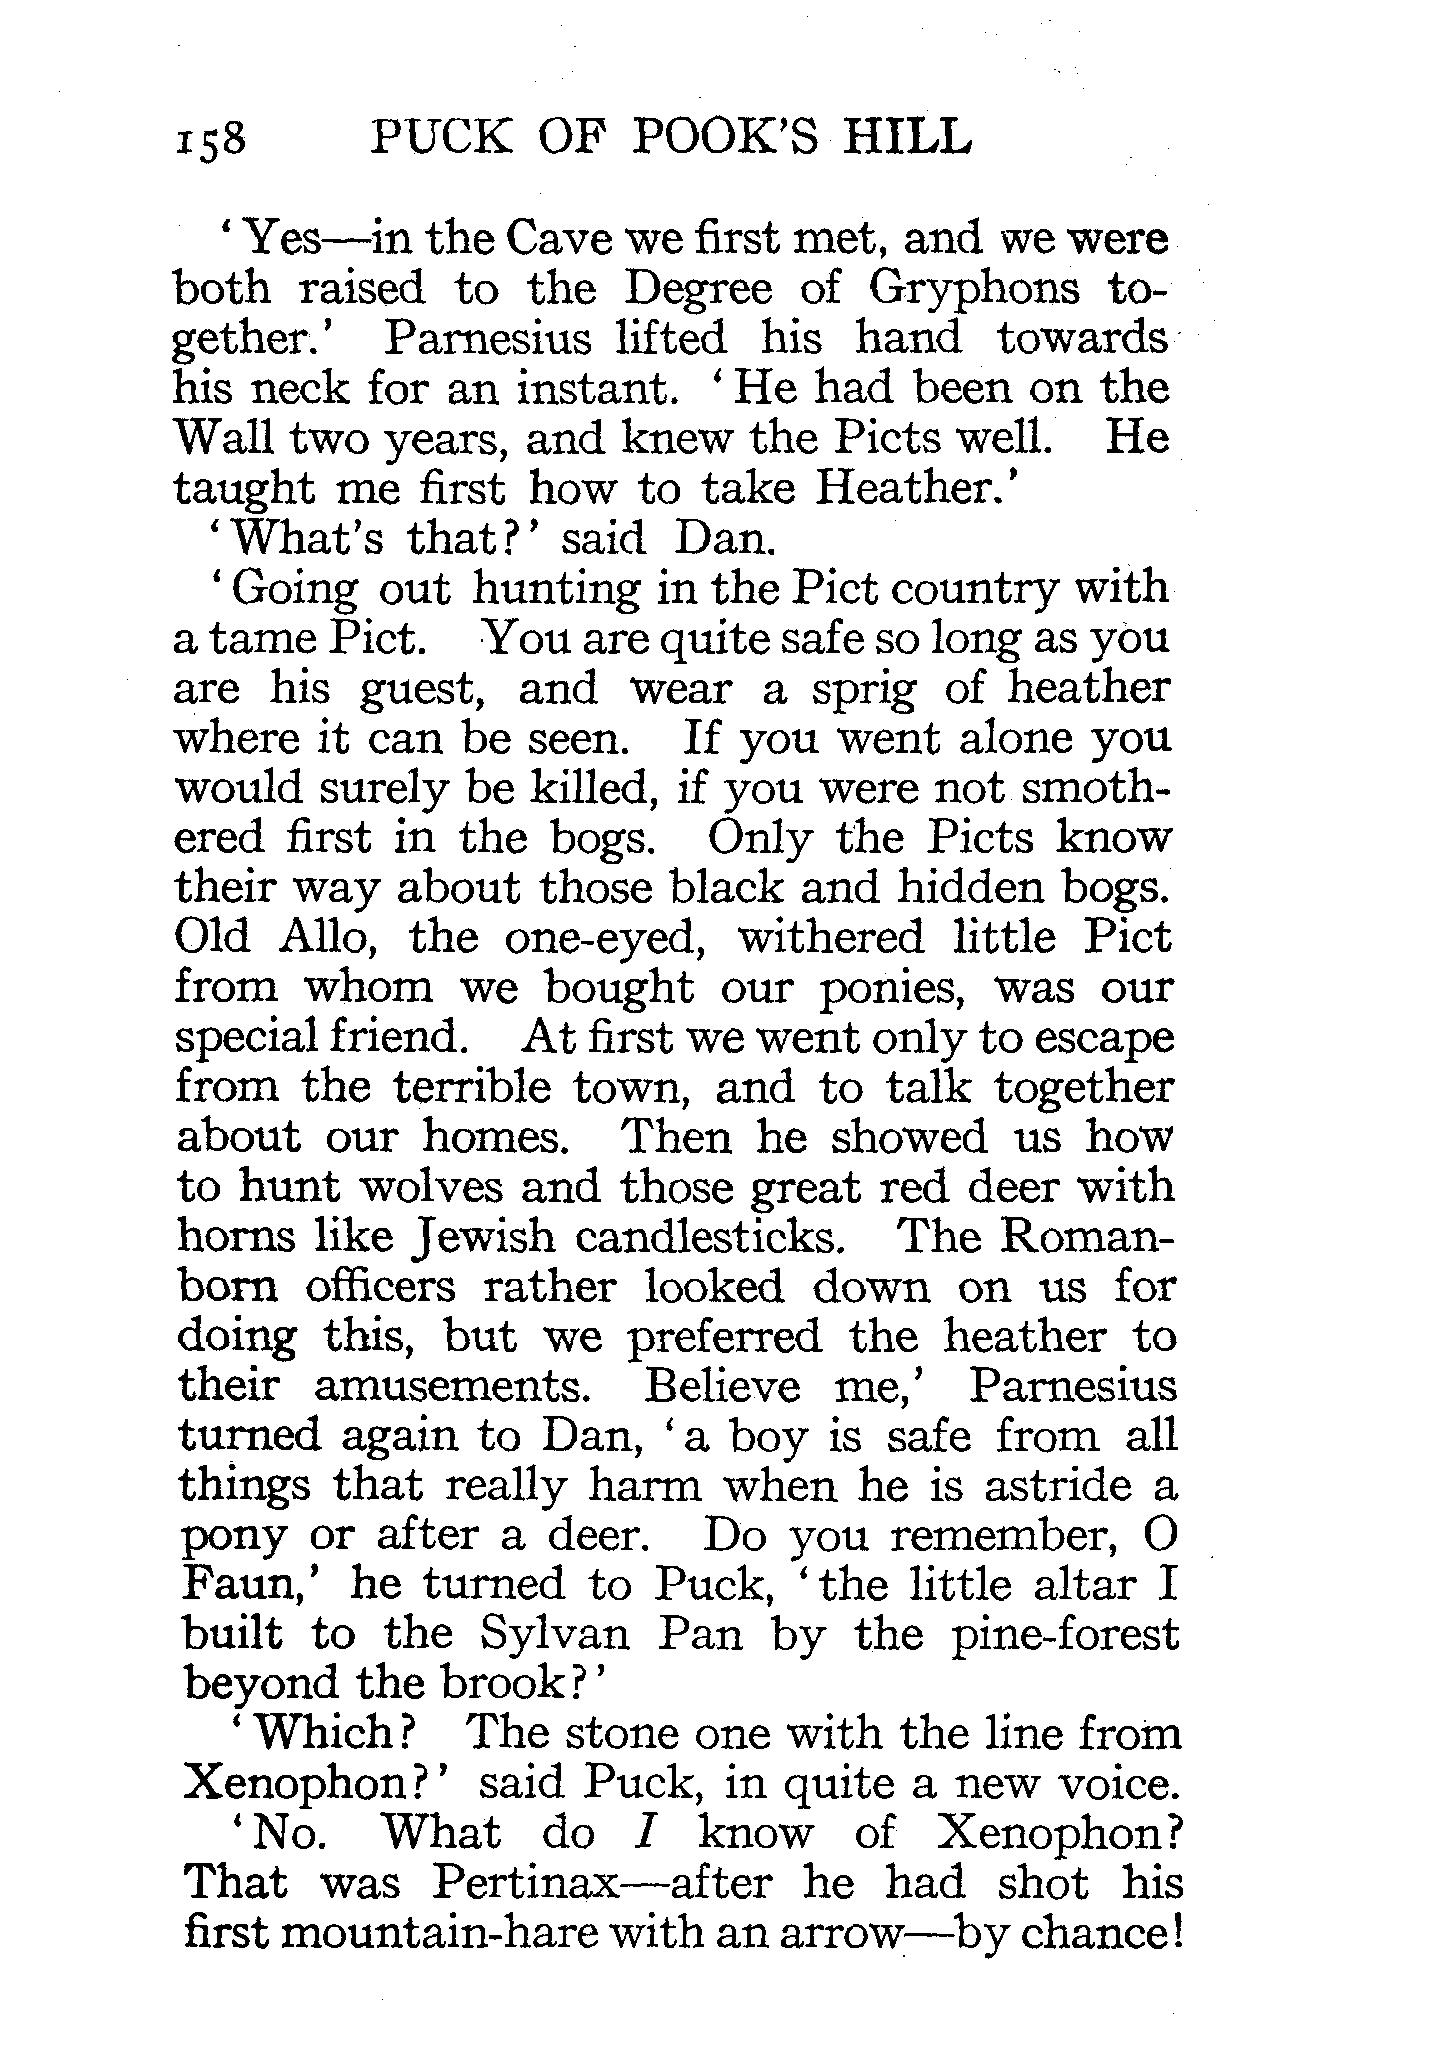 158 PUCK OF POOK'S HILL
‘Yes—in the Cave we first met, and we were
both raised to the Degree of Gryphons to-
gether.’ Parnesius lifted his hand towards
his neck for an instant. ‘He had been on the
Wall two years, and knew the Picts well. He
taught me first how to take Heather.’
‘What's that?’ said Dan.
‘Going out hunting in the Pict country with
a tame Pict. You are quite safe so long as you
are his guest, and wear a sprig of heather
where it can be seen. If you went alone you
would surely be killed, if you were not smoth-
ered first in the bogs. Only the Picts know
their way about those black and hidden bogs.
Old Allo, the one-eyed, withered little Pict
from whom we bought our ponies, was our
special friend. At first we went only to escape
from the terrible town, and to talk together
about our homes. Then he showed us how
to hunt wolves and those great red deer with
horns like Jewish candlesticks. The Roman-
born officers rather looked down on us for
doing this, but we preferred the heather to
their amusements. Believe me,’ Parnesius
turned again to Dan, ‘a boy is safe from all
things that really harm when he is astride a
pony or after a deer. Do you remember, O
Faun,’ he turned to Puck, ‘the little altar I
built to the Sylvan Pan by the pine-forest
beyond the brook?’
‘Which? The stone one with the line from
Xenophon?’ said Puck, in quite a new voice.
‘No. What do I know of Xenophon?
That was Pertinax—after he had shot his
first mountain-hare with an arrow—by chance!